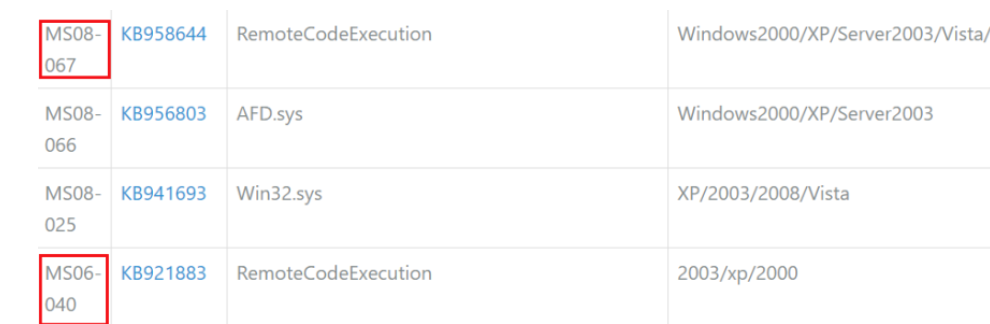 MS08- KB958644 RemoteCodeExecution Windows2000/XP/Server2003/Vista/
067
MS08- KB956803 AFD.sys Windows2000/XP/Server2003
066
MS08- KB941693 Win32.sys XP/2003/2008/Vista
025
MS06- KB921883 RemoteCodeExecution 2003/xp/2000
040